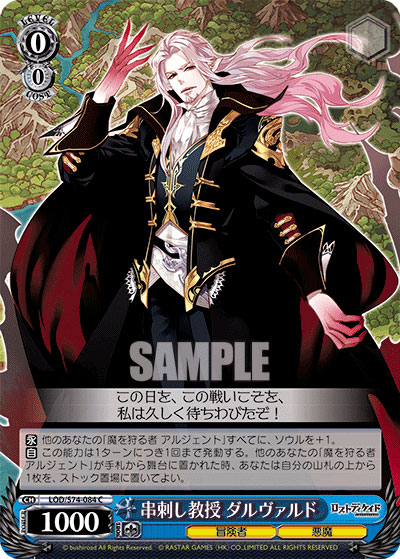 LEVEL
0
0
COST
SAMPLE
この日を、この戦いこそを、
私は久しく待ちわびたぞ！
永 他のあなたの「魔を狩る者 アルジェント」すべてに、ソウルを＋1。
自 この能力は1ターンにつき1回まで発動する。他のあなたの「魔を狩る者
アルジェント」が手札から舞台に置かれた時、あなたは自分の山札の上から
1枚を、ストック置場に置いてよい。
CH LOD/S74-084 C
1000
串刺し教授 ダルヴァルド
ロストディケイド
冒険者 悪魔
© bushiroad All Rights Reserved. © RASTAR GAMES (HK) CO.,LIMITED ALL RIGHTS RESERVED.